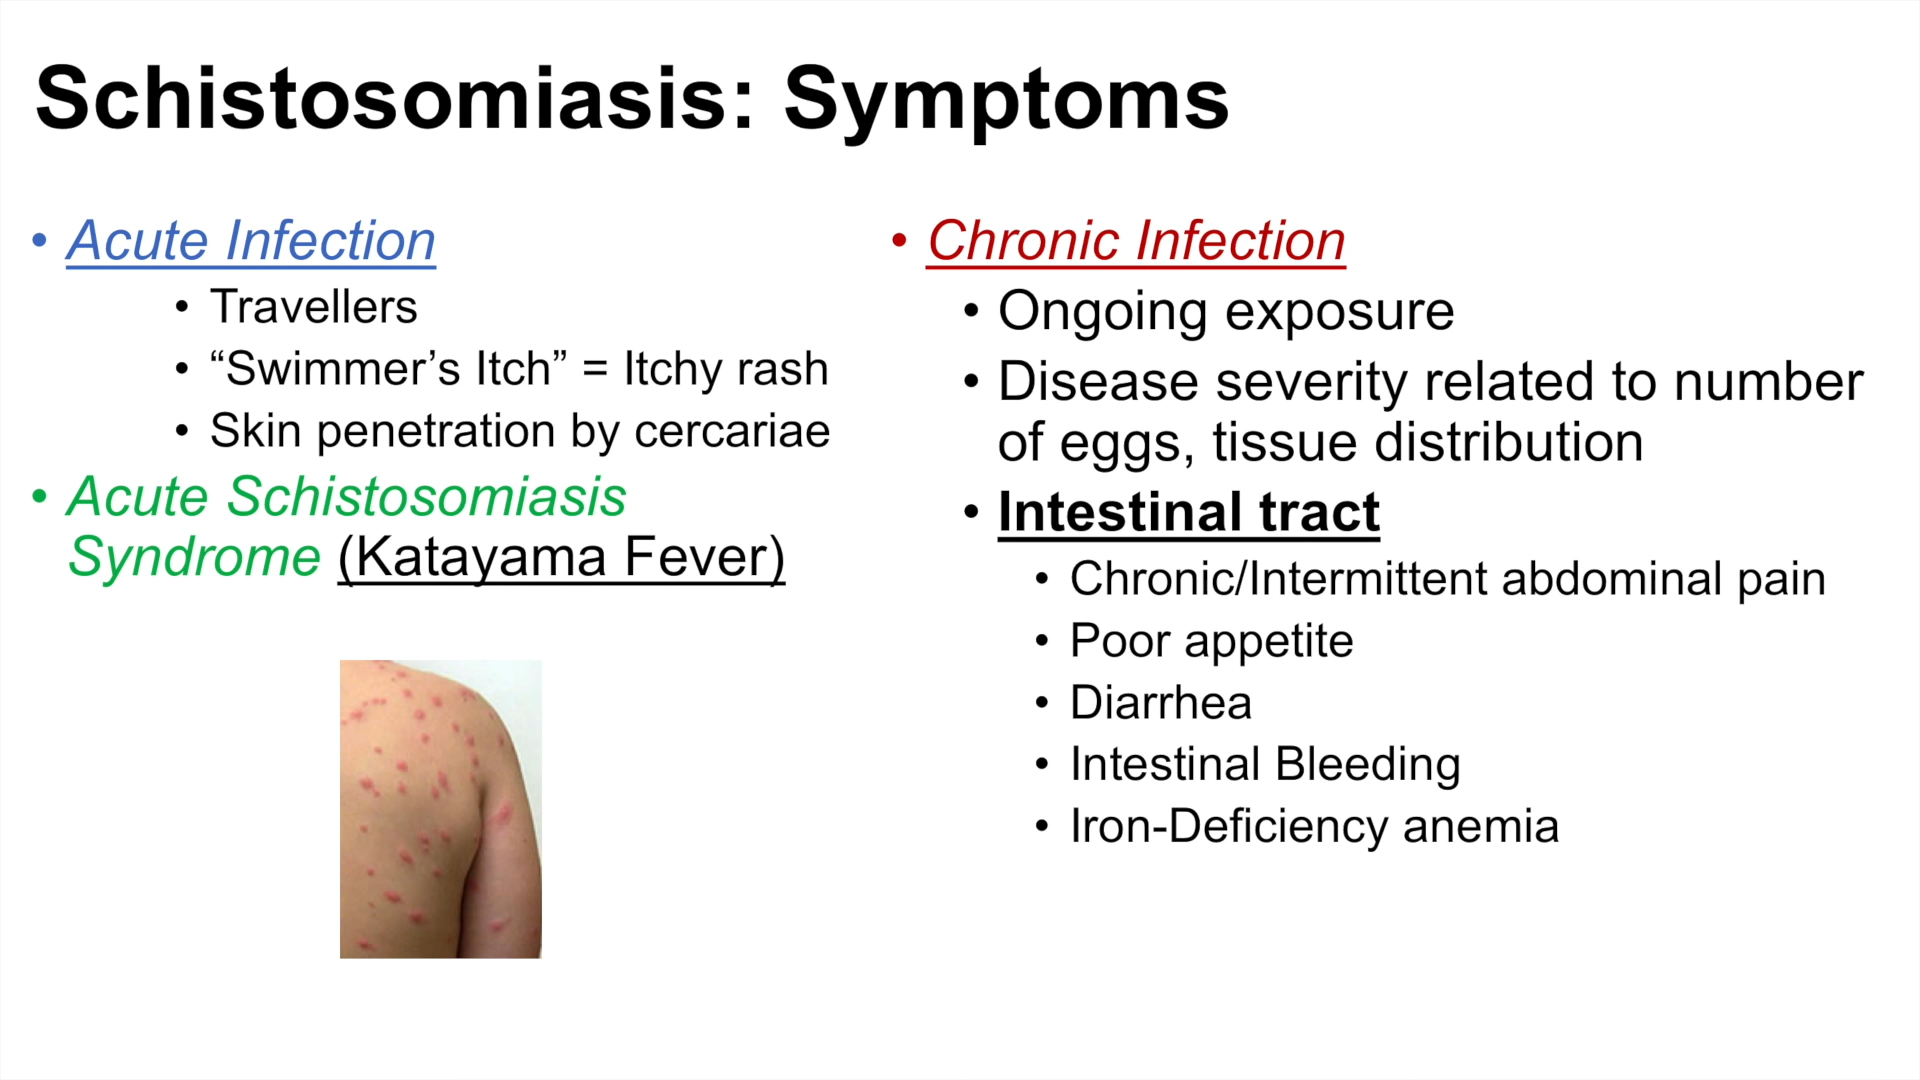 Schistosomiasis: Symptoms
• Acute Infection
• Travellers
• “Swimmer’s Itch” = Itchy rash
• Skin penetration by cercariae
• Acute Schistosomiasis
Syndrome (Katayama Fever)
• Chronic Infection
• Ongoing exposure
• Disease severity related to number
of eggs, tissue distribution
• Intestinal tract
• Chronic/Intermittent abdominal pain
• Poor appetite
• Diarrhea
• Intestinal Bleeding
• Iron-Deficiency anemia